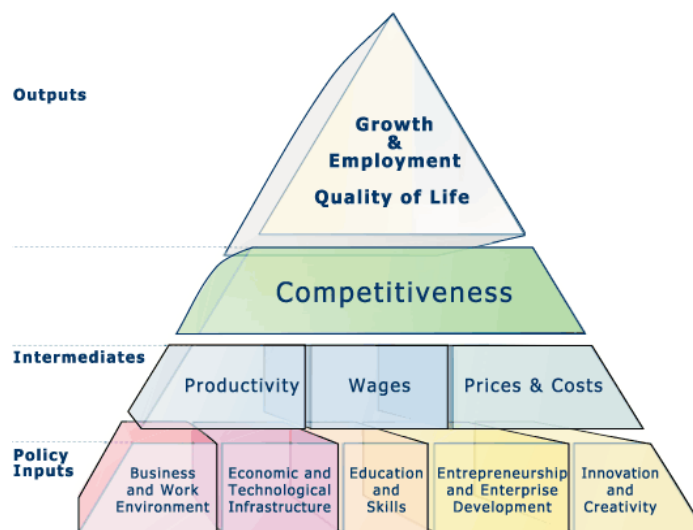 Outputs
Growth
&
Employment
Quality of Life
Competitiveness
Intermediates
Productivity
Wages
Prices & Costs
Policy
Inputs
Business
and Work
Environment
Economic and
Technological
Infrastructure
Education
and
Skills
Entrepreneurship
and Enterprise
Development
Innovation
and
Creativity